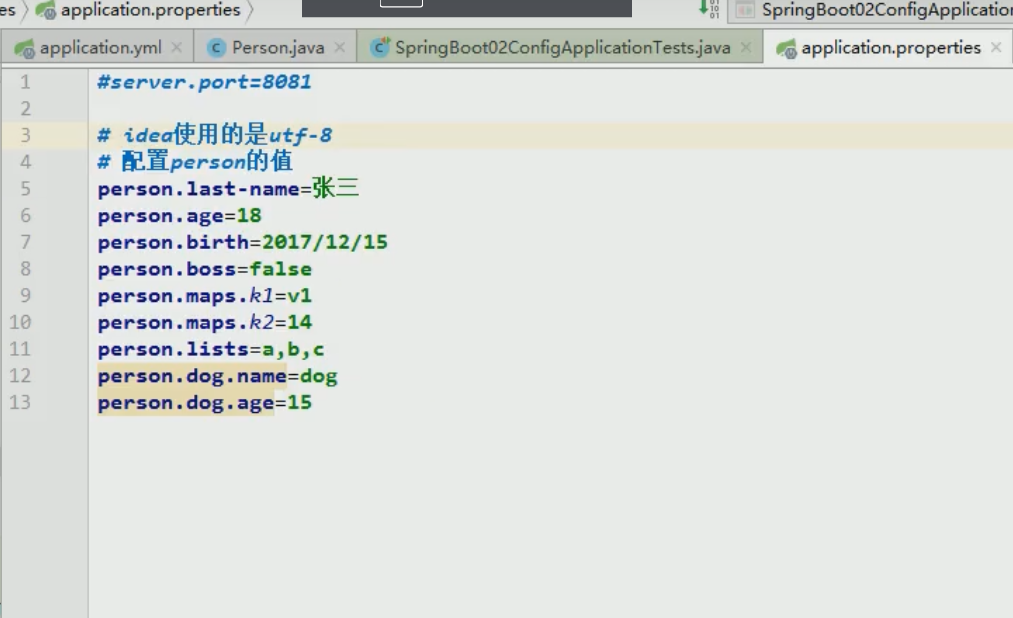 es application.properties SpringBoot02ConfigApplication
application.yml Person.java SpringBoot02ConfigApplicationTests.java application.properties
1 #server.port=8081
2
3 # idea使用的是utf-8
4 # 配置person的值
5 person.last-name=张三
6 person.age=18
7 person.birth=2017/12/15
8 person.boss=false
9 person.maps.k1=v1
10 person.maps.k2=14
11 person.lists=a,b,c
12 person.dog.name=dog
13 person.dog.age=15